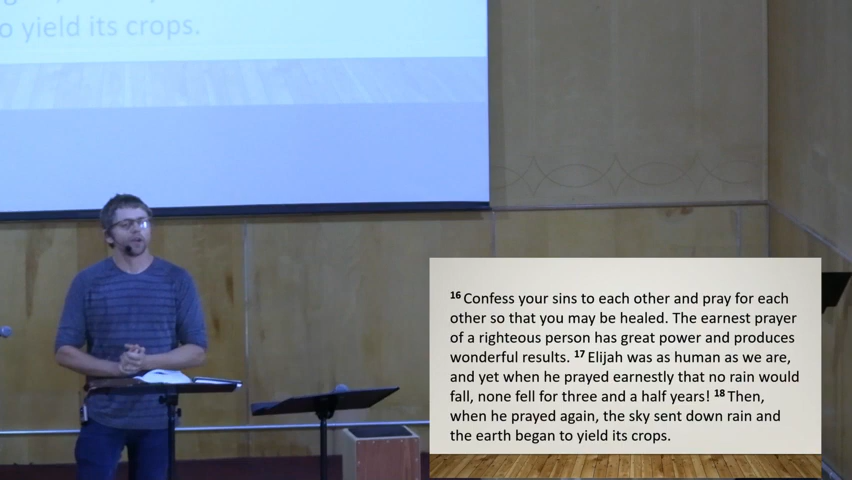 o yield its crops.
16 Confess your sins to each other and pray for each
other so that you may be healed. The earnest prayer
of a righteous person has great power and produces
wonderful results. 17 Elijah was as human as we are,
and yet when he prayed earnestly that no rain would
fall, none fell for three and a half years! 18 Then,
when he prayed again, the sky sent down rain and
the earth began to yield its crops.